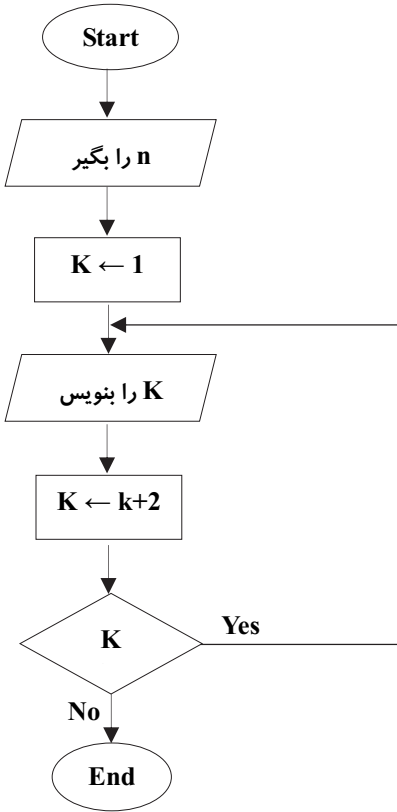 Start
n را بگیر
K ← 1
K را بنویس
K ← k+2
K
Yes
No
End